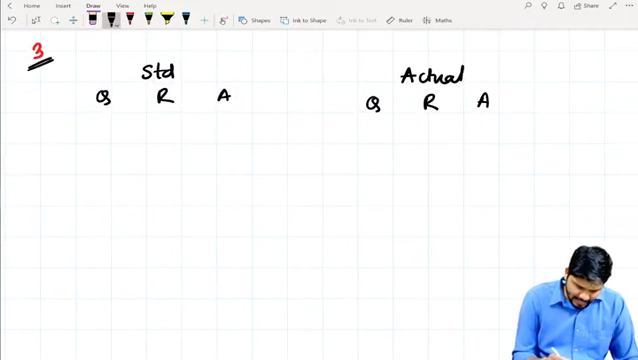 Home Insert Draw View Help
Share
Shapes Ink to Shape Ink to Text Ruler Maths
3
Std Actual
Q R A Q R A